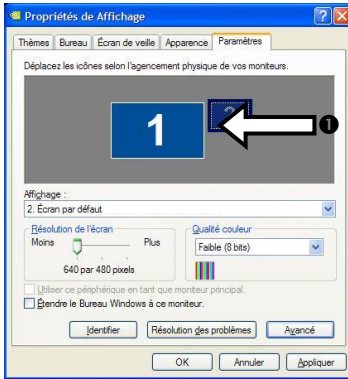 Propriétés de Affichage
Thèmes Bureau Écran de veille Apparence Paramètres
Déplacez les icônes selon l'agencement physique de vos moniteurs.
1 2 1
Affichage :
2. Écran par défaut
Résolution de l'écran Qualité couleur
Moins Plus Faible (8 bits)
640 par 480 pixels
Utiliser ce périphérique en tant que moniteur principal.
Étendre le Bureau Windows à ce moniteur.
Identifier Résolution des problèmes Avancé
OK Annuler Appliquer